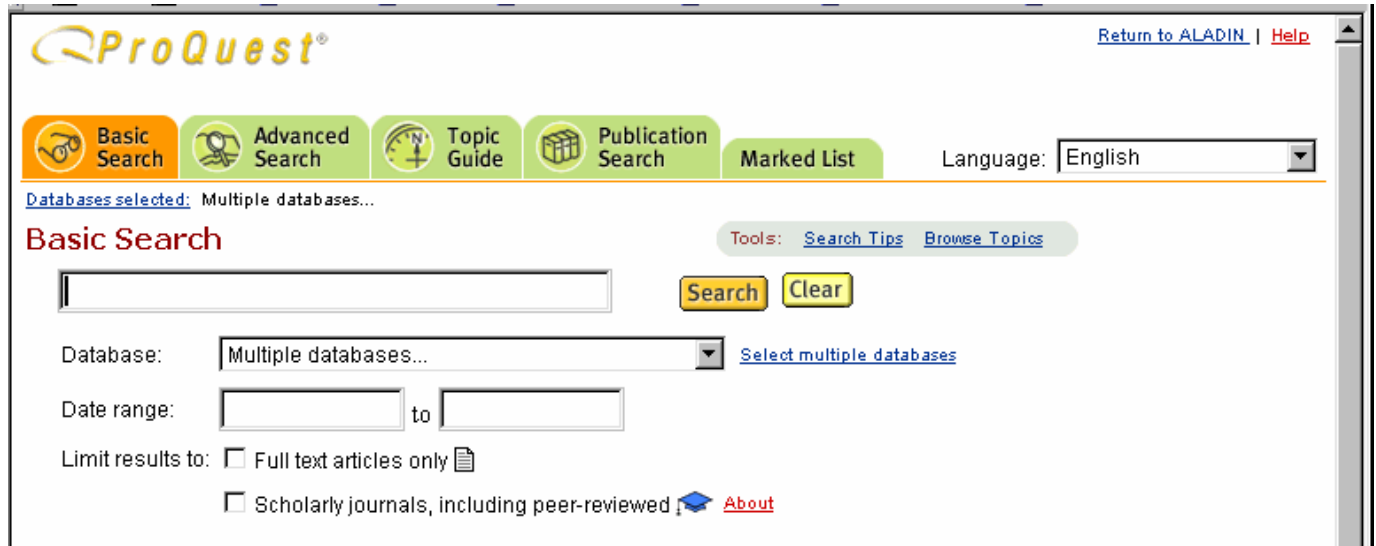 ProQuest®
Return to ALADIN | Help
Basic Search
Advanced Search
Topic Guide
Publication Search
Marked List
Language: English
Databases selected: Multiple databases...
Basic Search
Tools: Search Tips Browse Topics
Search Clear
Database: Multiple databases... Select multiple databases
Date range: to
Limit results to: Full text articles only
Scholarly journals, including peer-reviewed About